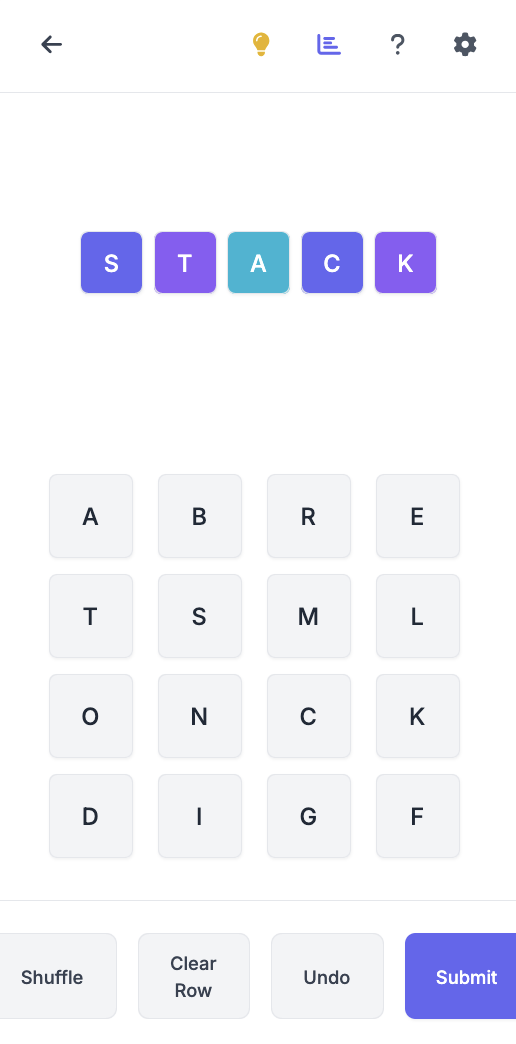 ?
S T A C K
A B R E
T S M L
O N C K
D I G F
Shuffle
Clear
Row
Undo
Submit